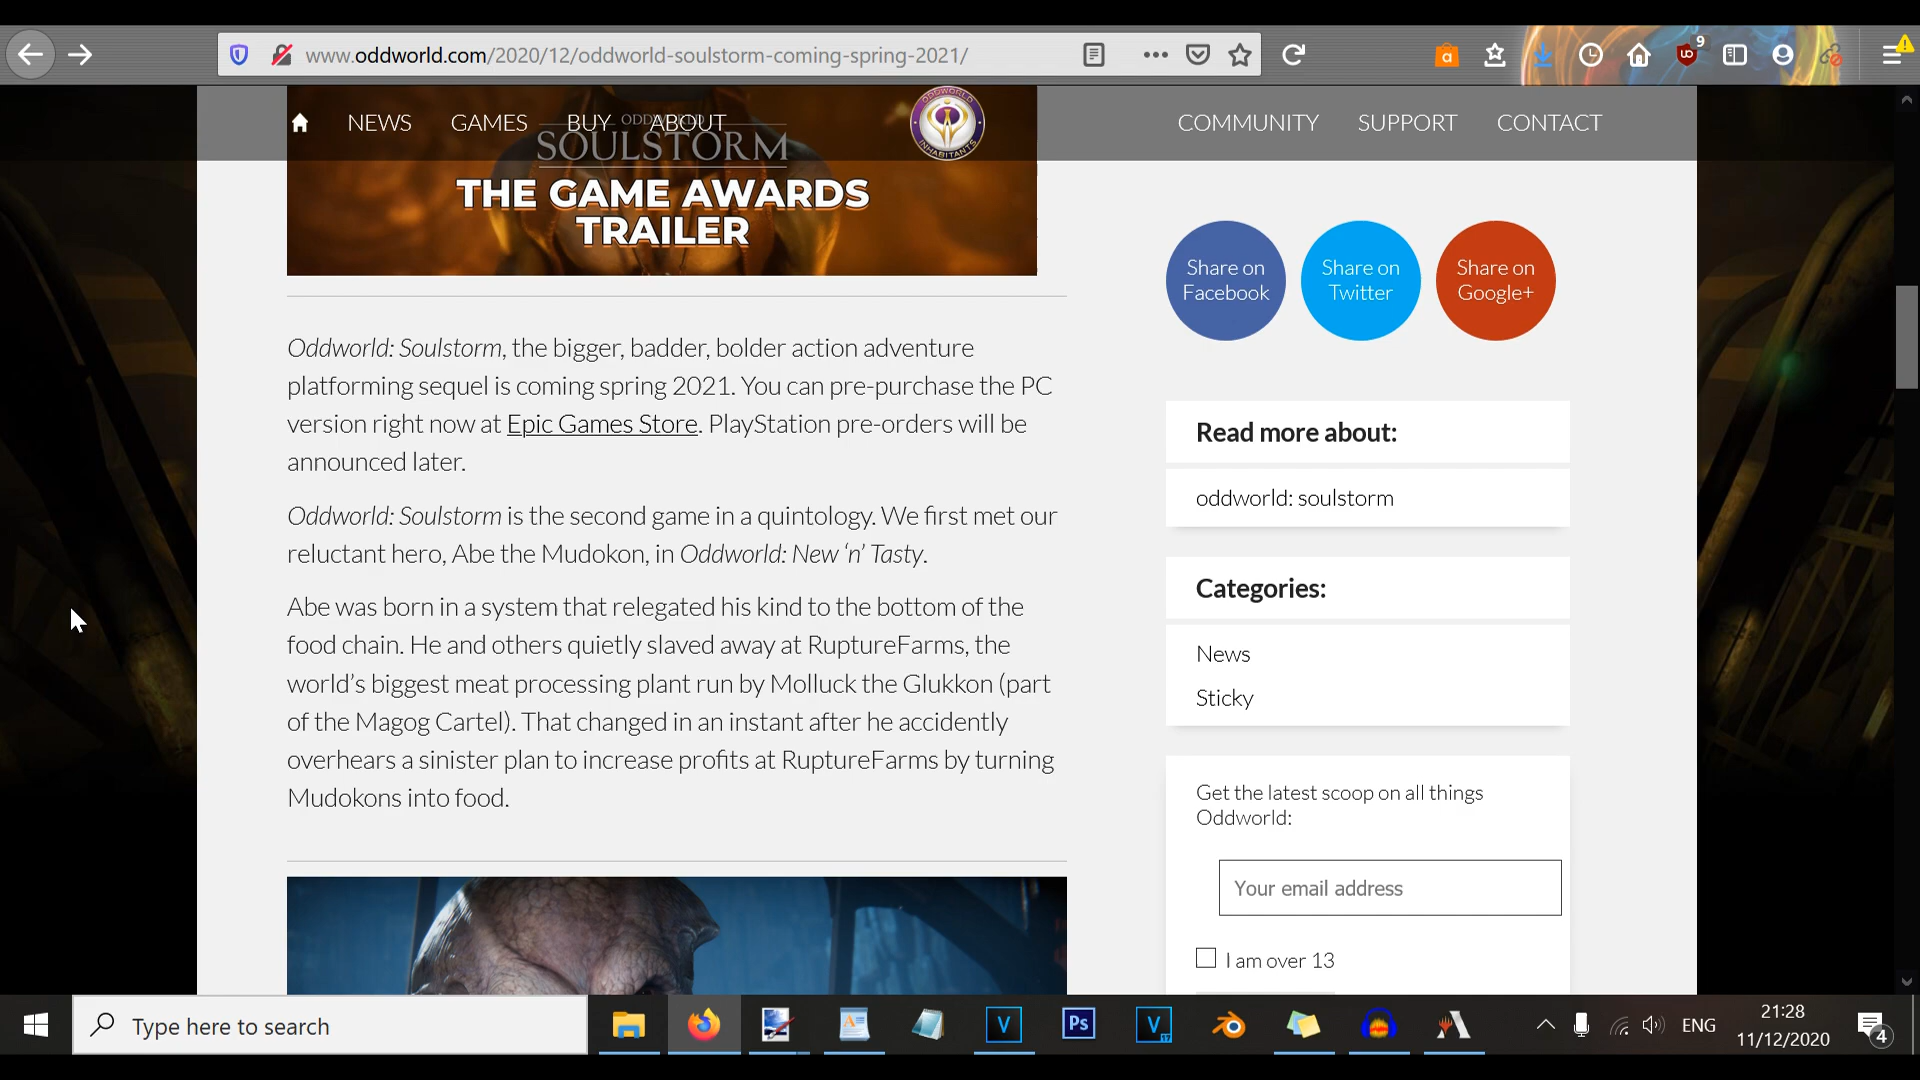 www.oddworld.com/2020/12/oddworld-soulstorm-coming-spring-2021/
9
NEWS GAMES BUY ABOUT
ODDWORLD INHABITANTS
COMMUNITY SUPPORT CONTACT
ODDWORLD
SOULSTORM
THE GAME AWARDS
TRAILER
Oddworld: Soulstorm, the bigger, badder, bolder action adventure
platforming sequel is coming spring 2021. You can pre-purchase the PC
version right now at Epic Games Store. PlayStation pre-orders will be
announced later.
Oddworld: Soulstorm is the second game in a quintology. We first met our
reluctant hero, Abe the Mudokon, in Oddworld: New ‘n’ Tasty.
Abe was born in a system that relegated his kind to the bottom of the
food chain. He and others quietly slaved away at RuptureFarms, the
world’s biggest meat processing plant run by Molluck the Glukkon (part
of the Magog Cartel). That changed in an instant after he accidently
overhears a sinister plan to increase profits at RuptureFarms by turning
Mudokons into food.
Share on
Facebook
Share on
Twitter
Share on
Google+
Read more about:
oddworld: soulstorm
Categories:
News
Sticky
Get the latest scoop on all things
Oddworld:
Your email address
I am over 13
Type here to search
V
Ps
V
17
ENG
21:28
11/12/2020
4